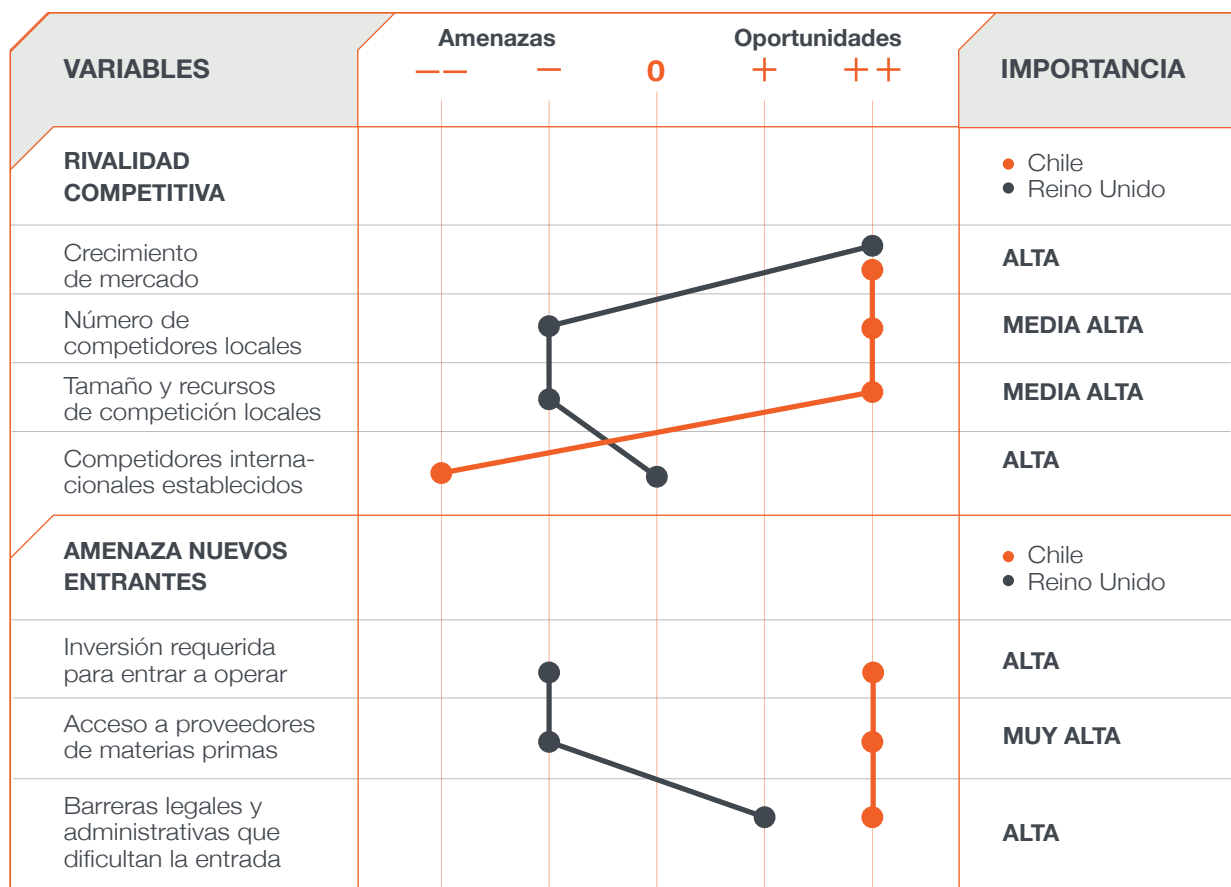 Amenazas Oportunidades
VARIABLES −− − 0 + ++ IMPORTANCIA
RIVALIDAD
COMPETITIVA
• Chile
• Reino Unido
Crecimiento
de mercado
ALTA
Número de
competidores locales
MEDIA ALTA
Tamaño y recursos
de competición locales
MEDIA ALTA
Competidores interna-
cionales establecidos
ALTA
AMENAZA NUEVOS
ENTRANTES
• Chile
• Reino Unido
Inversión requerida
para entrar a operar
ALTA
Acceso a proveedores
de materias primas
MUY ALTA
Barreras legales y
administrativas que
dificultan la entrada
ALTA